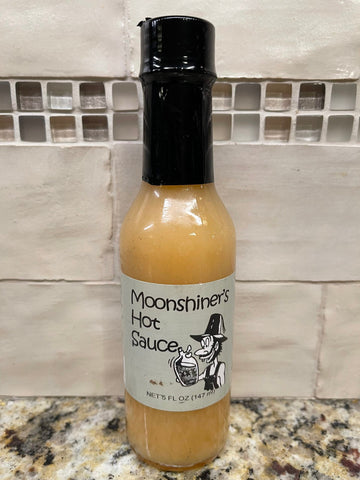 Moonshiner's
Hot
Sauce
NET 5 FL OZ (147 ml)